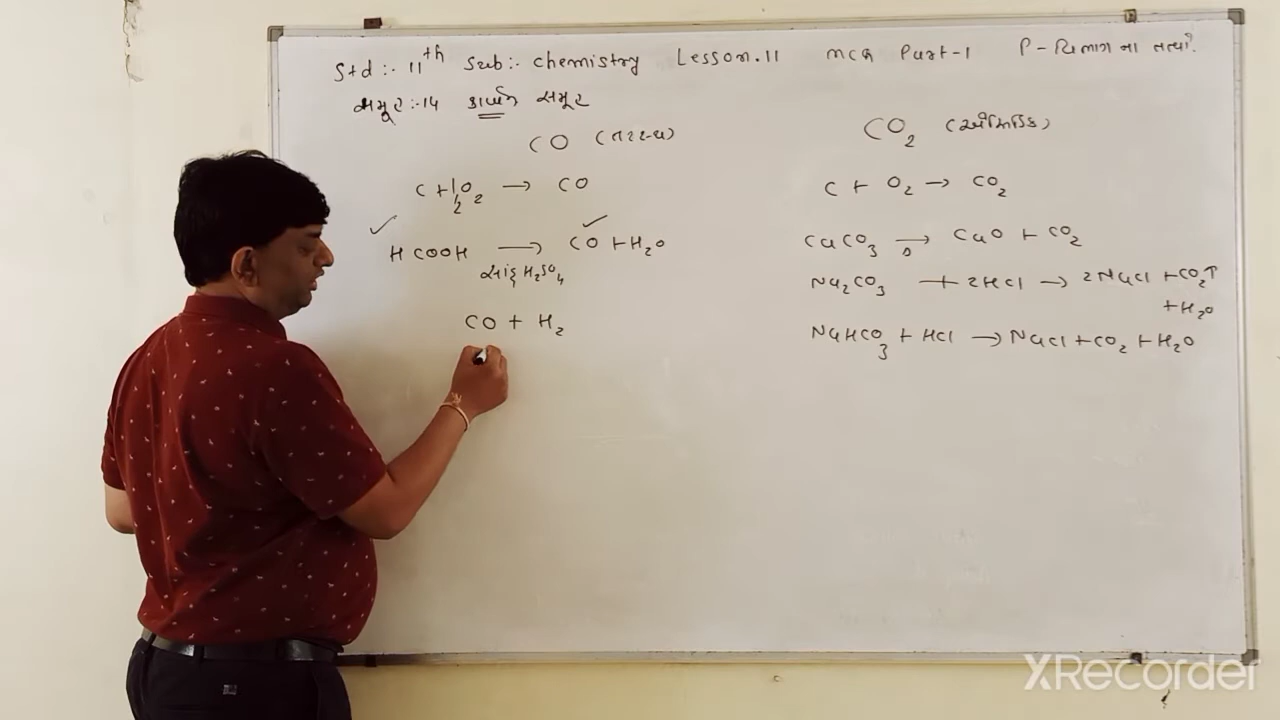 Std :- 11th Sub :- Chemistry Lesson.11 MCQ Part-1 P-વિભાગ ના તત્વો.
સમૂહ :- 14 કાર્બન સમૂહ
CO (તટસ્થ)
C + 1/2 O2 → CO
HCOOH → CO + H2O
સાંદ્ર H2SO4
CO + H2
CO2 (એસિડિક)
C + O2 → CO2
CaCO3 → CaO + CO2
Δ
Na2CO3 + 2HCl → 2NaCl + CO2↑
+ H2O
NaHCO3 + HCl → NaCl + CO2 + H2O
XRecorder